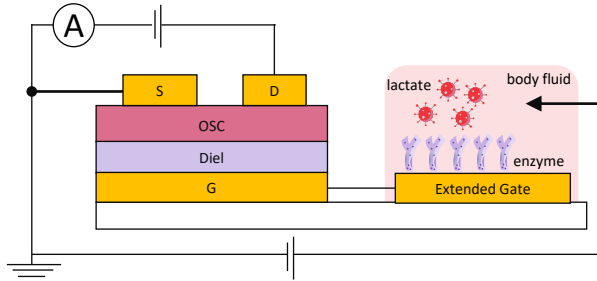 A
S
D
lactate
body fluid
OSC
Diel
enzyme
G
Extended Gate